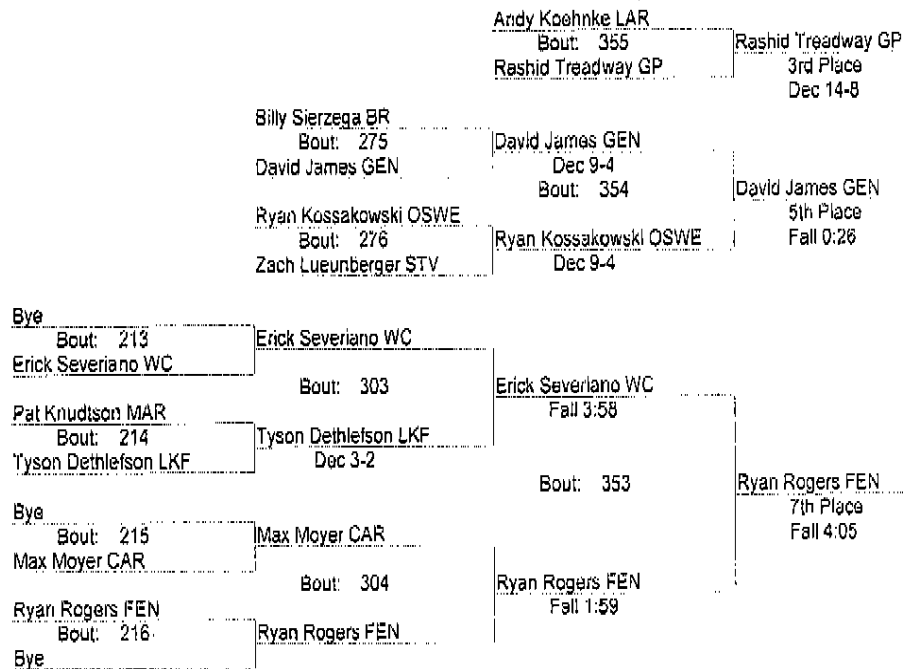 Andy Koehnke LAR
Bout: 355
Rashid Treadway GP
Rashid Treadway GP
3rd Place
Dec 14-8
Billy Sierzega BR
Bout: 275
David James GEN
David James GEN
Dec 9-4
Bout: 354
David James GEN
5th Place
Fall 0:26
Ryan Kossakowski OSWE
Bout: 276
Zach Lueunberger STV
Ryan Kossakowski OSWE
Dec 9-4
Bye
Bout: 213
Erick Severiano WC
Erick Severiano WC
Bout: 303
Erick Severiano WC
Fall 3:58
Pat Knudtson MAR
Bout: 214
Tyson Dethlefson LKF
Tyson Dethlefson LKF
Dec 3-2
Bout: 353
Ryan Rogers FEN
7th Place
Fall 4:05
Bye
Bout: 215
Max Moyer CAR
Max Moyer CAR
Bout: 304
Ryan Rogers FEN
Fall 1:59
Ryan Rogers FEN
Bout: 216
Bye
Ryan Rogers FEN